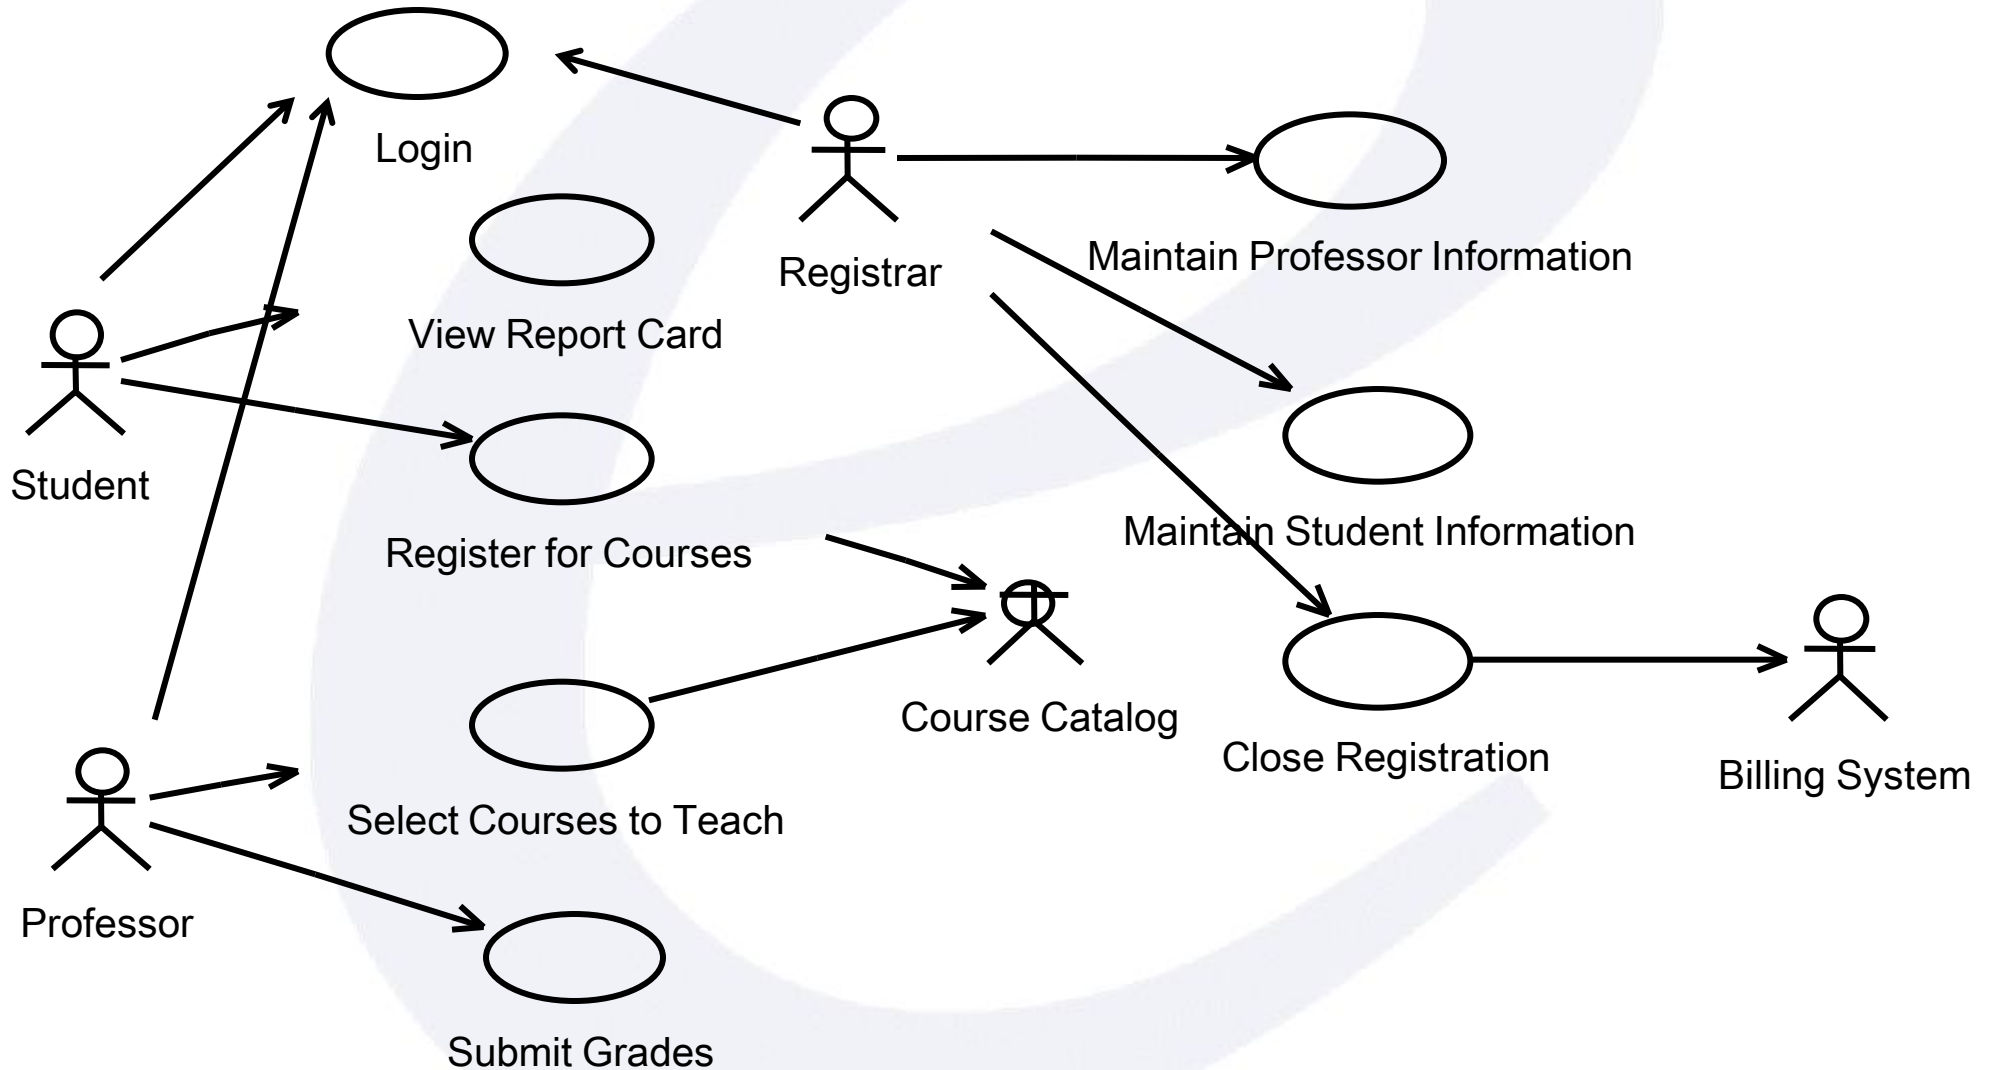 Login
View Report Card
Registrar
Maintain Professor Information
Student
Register for Courses
Maintain Student Information
Course Catalog
Close Registration
Billing System
Select Courses to Teach
Professor
Submit Grades